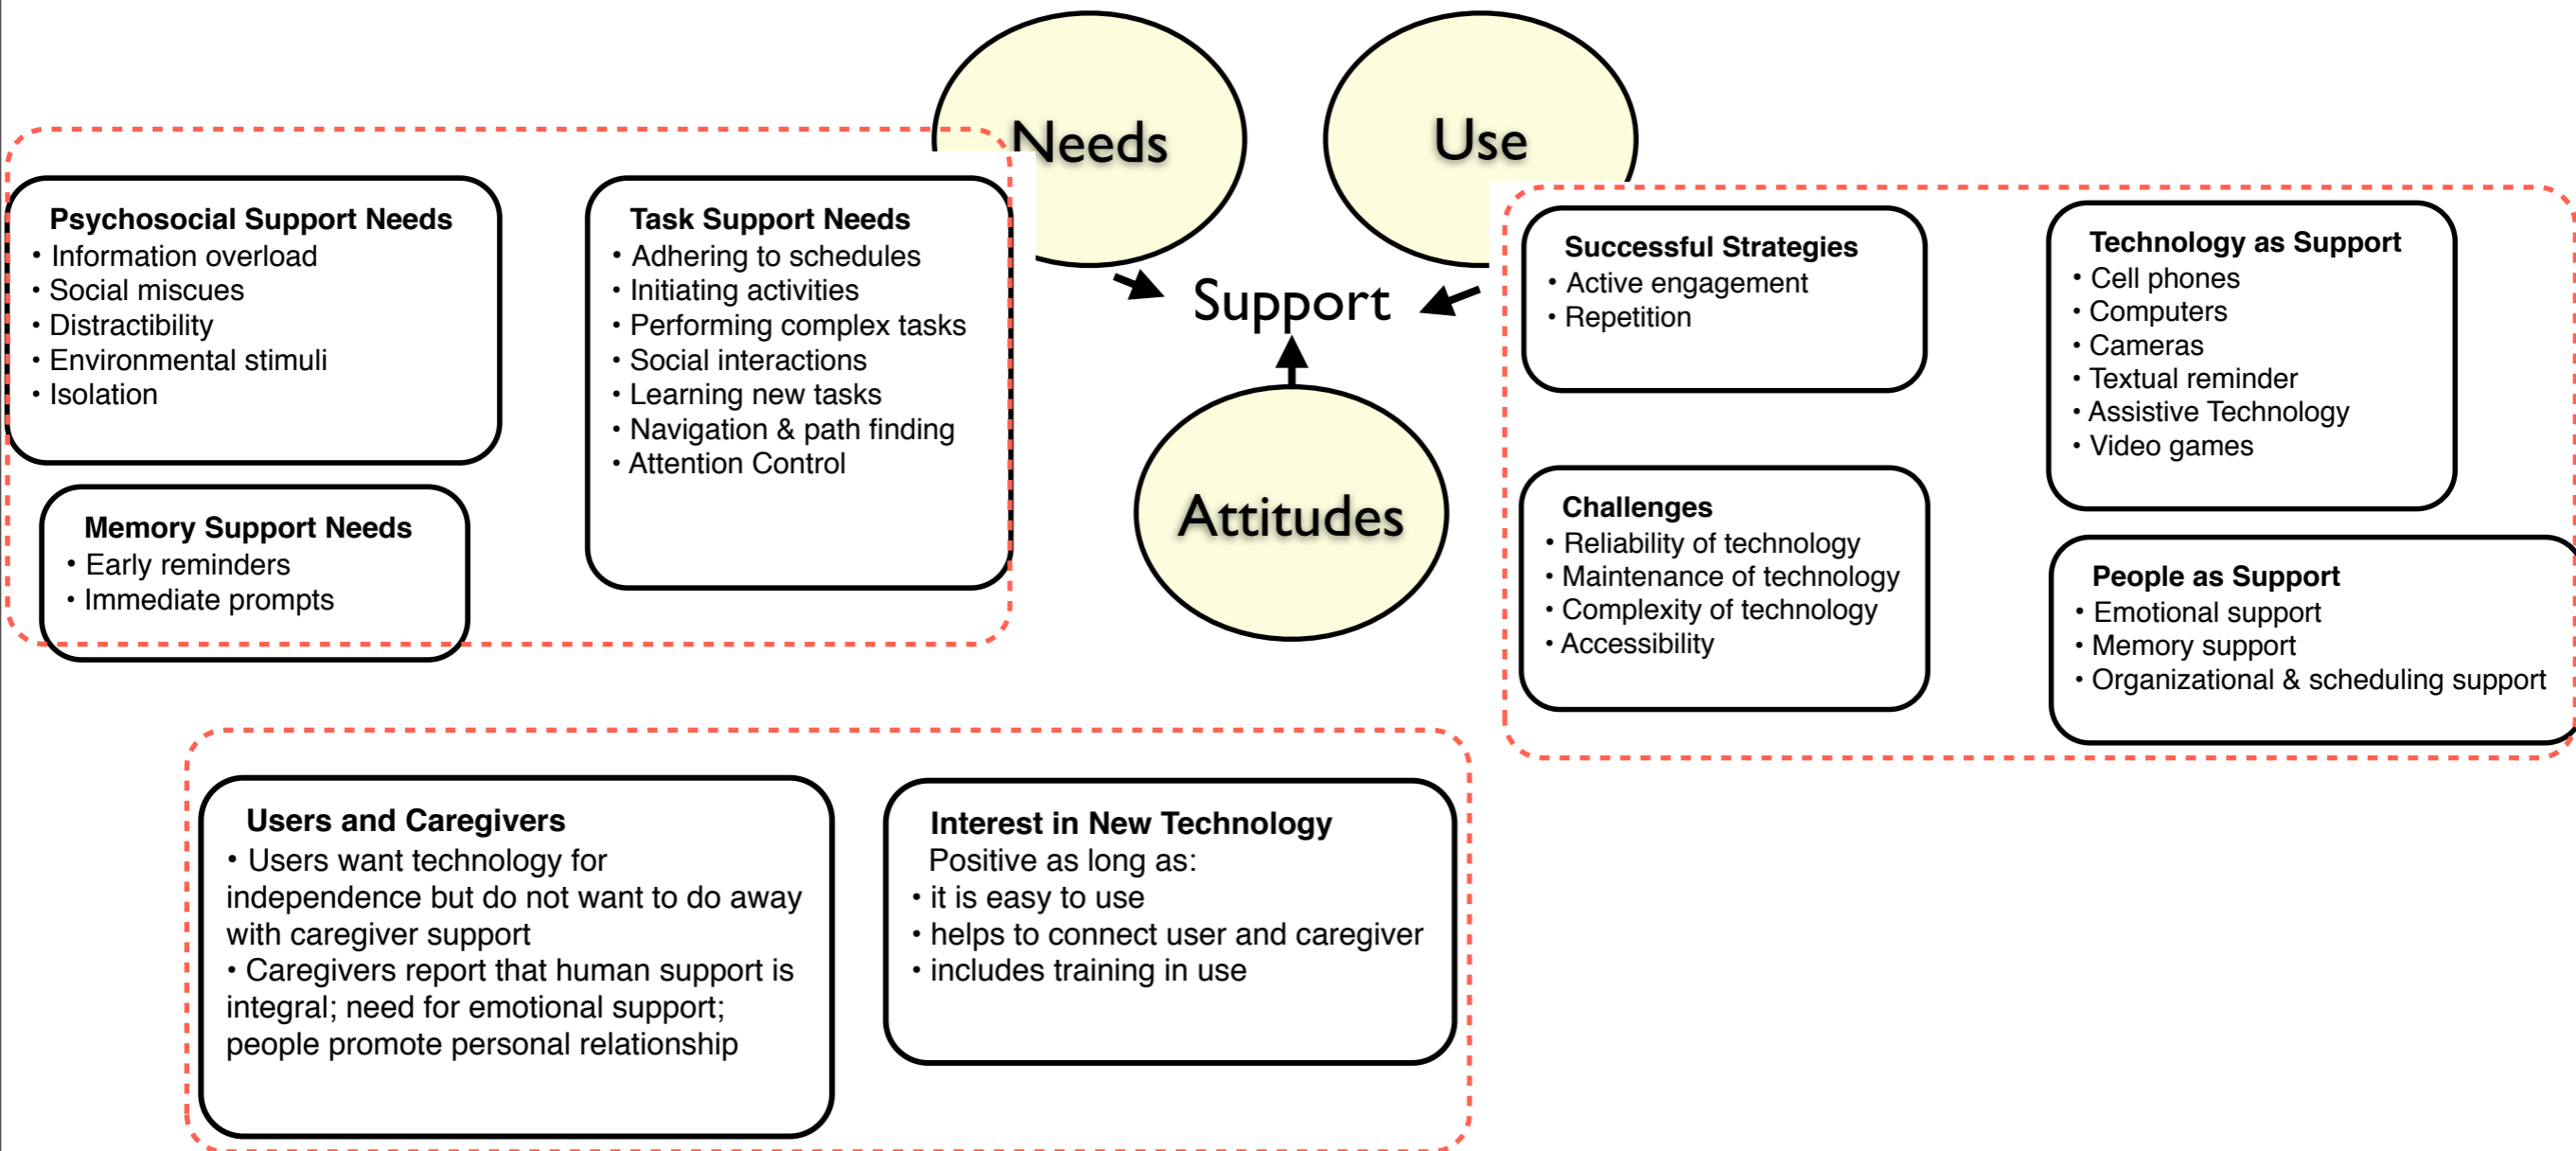 Needs
Use
Support
Attitudes
Psychosocial Support Needs
• Information overload
• Social miscues
• Distractibility
• Environmental stimuli
• Isolation
Task Support Needs
• Adhering to schedules
• Initiating activities
• Performing complex tasks
• Social interactions
• Learning new tasks
• Navigation & path finding
• Attention Control
Memory Support Needs
• Early reminders
• Immediate prompts
Successful Strategies
• Active engagement
• Repetition
Technology as Support
• Cell phones
• Computers
• Cameras
• Textual reminder
• Assistive Technology
• Video games
Challenges
• Reliability of technology
• Maintenance of technology
• Complexity of technology
• Accessibility
People as Support
• Emotional support
• Memory support
• Organizational & scheduling support
Users and Caregivers
• Users want technology for
independence but do not want to do away
with caregiver support
• Caregivers report that human support is
integral; need for emotional support;
people promote personal relationship
Interest in New Technology
Positive as long as:
• it is easy to use
• helps to connect user and caregiver
• includes training in use